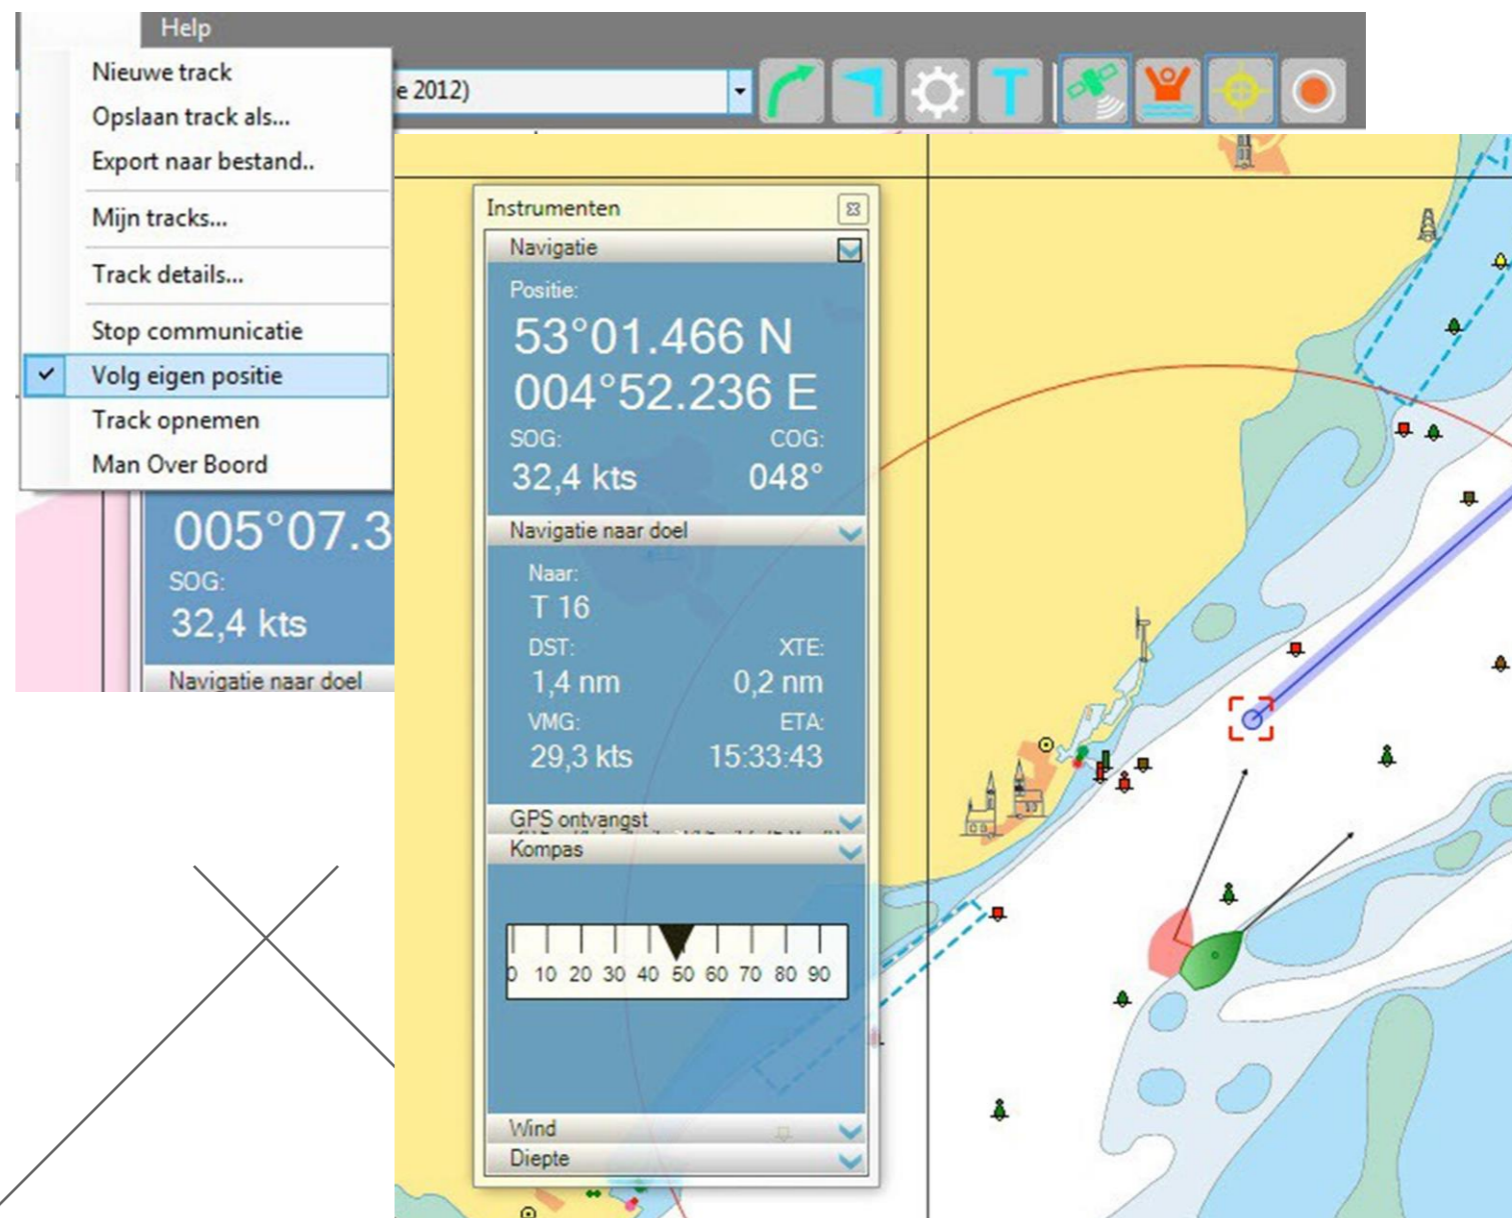 Help
Nieuwe track
Opslaan track als...
Export naar bestand..
Mijn tracks...
Track details...
Stop communicatie
Volg eigen positie
Track opnemen
Man Over Boord
e 2012)
T
005°07.3
SOG:
32,4 kts
Navigatie naar doel
Instrumenten
Navigatie
Positie:
53°01.466 N
004°52.236 E
SOG: COG:
32,4 kts 048°
Navigatie naar doel
Naar:
T 16
DST: XTE:
1,4 nm 0,2 nm
VMG: ETA:
29,3 kts 15:33:43
GPS ontvangst
Kompas
0 10 20 30 40 50 60 70 80 90
Wind
Diepte